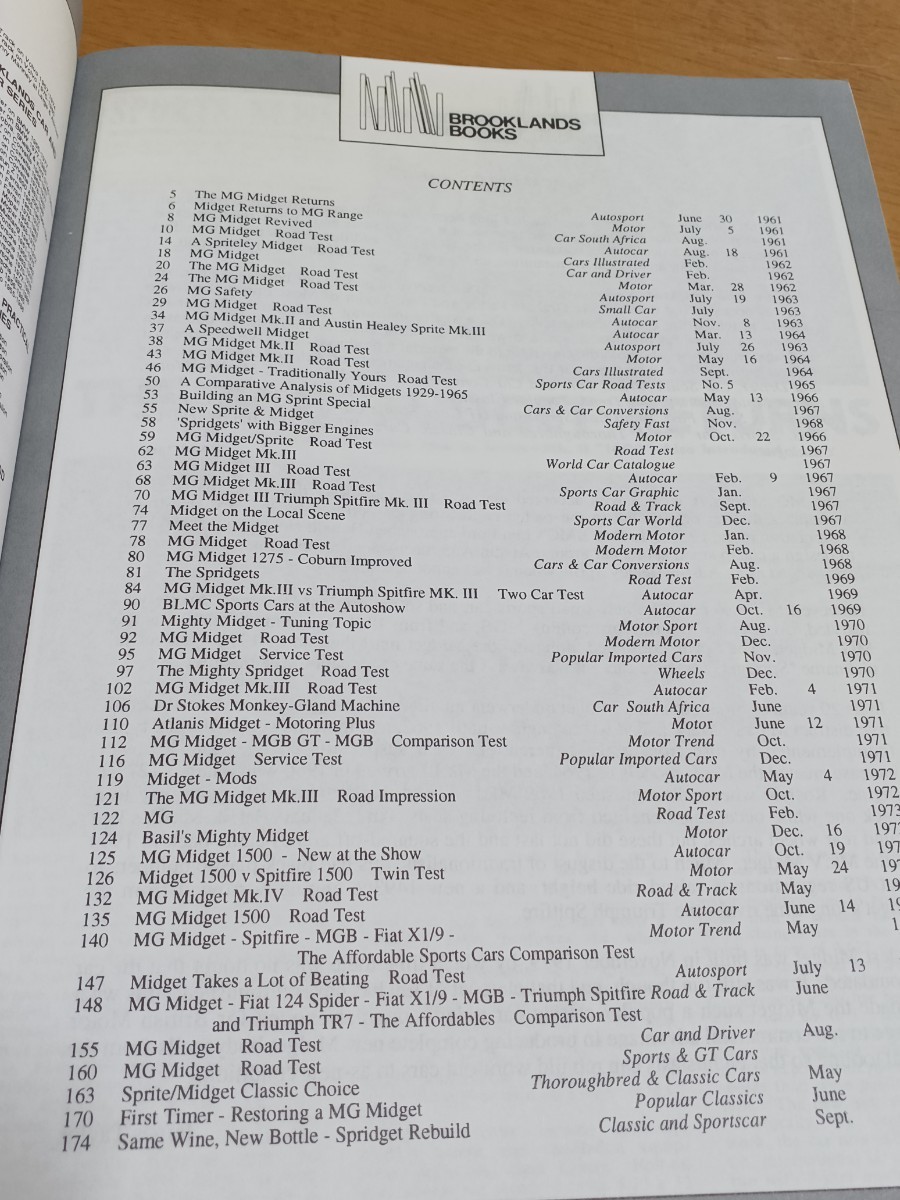 BROOKLANDS
BOOKS
CONTENTS
5 The MG Midget Returns Autosport June 30 1961
6 Midget Returns to MG Range Motor July 5 1961
8 MG Midget Revived Car South Africa Aug. 1961
10 MG Midget Road Test Autocar Aug. 18 1961
14 A Spriteley Midget Road Test Cars Illustrated Feb. 1962
18 MG Midget Car and Driver Feb. 1962
20 The MG Midget Road Test Motor Mar. 28 1962
24 The MG Midget Road Test Autosport July 19 1963
26 MG Safety Small Car July 1963
29 MG Midget Road Test Autocar Nov. 8 1963
34 MG Midget Mk.II and Austin Healey Sprite Mk.III Autocar Mar. 13 1964
37 A Speedwell Midget Autosport July 26 1963
38 MG Midget Mk.II Road Test Motor May 16 1964
43 MG Midget Mk.II Road Test Cars Illustrated Sept. 1964
46 MG Midget - Traditionally Yours Road Test Sports Car Road Tests No. 5 1965
50 A Comparative Analysis of Midgets 1929-1965 Autocar May 13 1966
53 Building an MG Sprint Special Cars & Car Conversions Aug. 1967
55 New Sprite & Midget Safety Fast Nov. 1968
58 'Spridgets' with Bigger Engines Motor Oct. 22 1966
59 MG Midget/Sprite Road Test Road Test 1967
62 MG Midget Mk.III World Car Catalogue 1967
63 MG Midget III Road Test Autocar Feb. 9 1967
68 MG Midget Mk.III Road Test Sports Car Graphic Jan. 1967
70 MG Midget III Triumph Spitfire Mk. III Road Test Road & Track Sept. 1967
74 Midget on the Local Scene Sports Car World Dec. 1967
77 Meet the Midget Modern Motor Jan. 1968
78 MG Midget Road Test Modern Motor Feb. 1968
80 MG Midget 1275 - Coburn Improved Cars & Car Conversions Aug. 1968
81 The Spridgets Road Test Feb. 1969
84 MG Midget Mk.III vs Triumph Spitfire MK. III Two Car Test Autocar Apr. 1969
90 BLMC Sports Cars at the Autoshow Autocar Oct. 16 1969
91 Mighty Midget - Tuning Topic Motor Sport Aug. 1970
92 MG Midget Road Test Modern Motor Dec. 1970
95 MG Midget Service Test Popular Imported Cars Nov. 1970
97 The Mighty Spridget Road Test Wheels Dec. 1970
102 MG Midget Mk.III Road Test Autocar Feb. 4 1971
106 Dr Stokes Monkey-Gland Machine Car South Africa June 1971
110 Atlanis Midget - Motoring Plus Motor June 12 1971
112 MG Midget - MGB GT - MGB Comparison Test Motor Trend Oct. 1971
116 MG Midget Service Test Popular Imported Cars Dec. 1971
119 Midget - Mods Autocar May 4 1972
121 The MG Midget Mk.III Road Impression Motor Sport Oct. 1972
122 MG Road Test Feb. 1973
124 Basil's Mighty Midget Motor Dec. 16
125 MG Midget 1500 - New at the Show Autocar Oct. 19
126 Midget 1500 v Spitfire 1500 Twin Test Motor May 24
132 MG Midget Mk.IV Road Test Road & Track May
135 MG Midget 1500 Road Test Autocar June 14
140 MG Midget - Spitfire - MGB - Fiat X1/9 - Motor Trend May
The Affordable Sports Cars Comparison Test
147 Midget Takes a Lot of Beating Road Test Autosport July 13
148 MG Midget - Fiat 124 Spider - Fiat X1/9 - MGB - Triumph Spitfire Road & Track June
and Triumph TR7 - The Affordables Comparison Test
155 MG Midget Road Test Car and Driver Aug.
160 MG Midget Road Test Sports & GT Cars
163 Sprite/Midget Classic Choice Thoroughbred & Classic Cars May
170 First Timer - Restoring a MG Midget Popular Classics June
174 Same Wine, New Bottle - Spridget Rebuild Classic and Sportscar Sept.